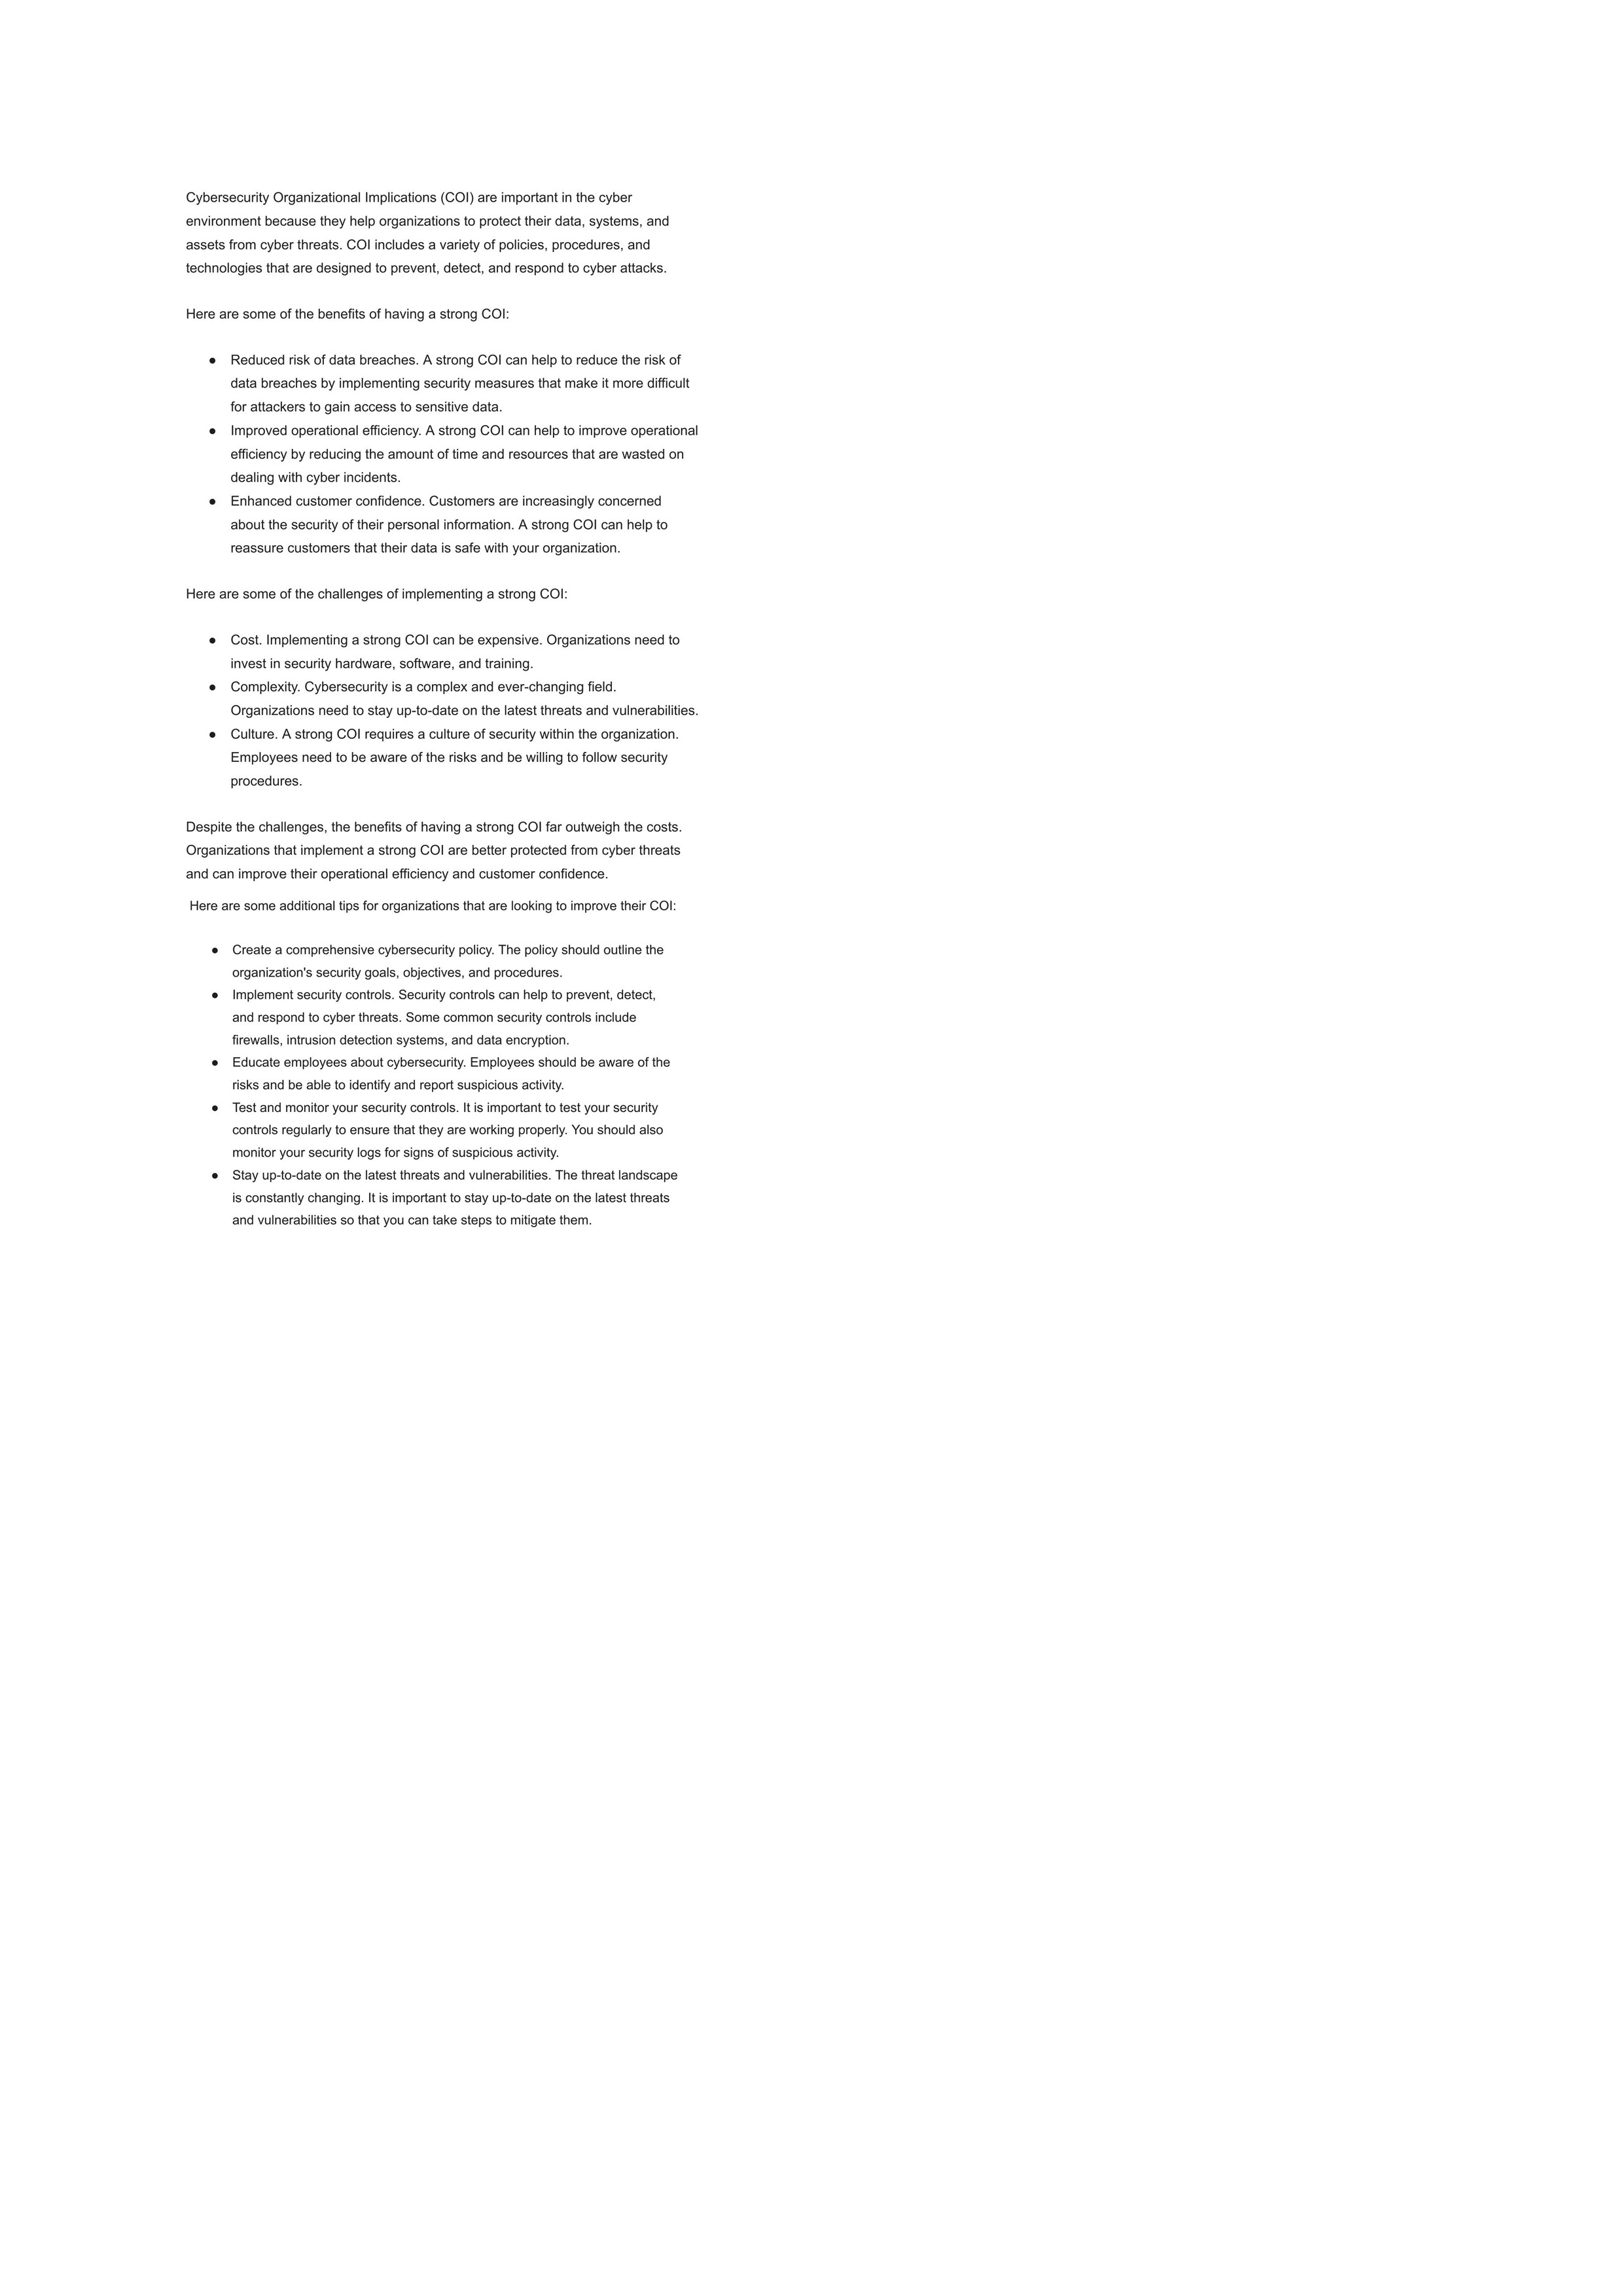 Cybersecurity Organizational Implications (COI) are important in the cyber
environment because they help organizations to protect their data, systems, and
assets from cyber threats. COI includes a variety of policies, procedures, and
technologies that are designed to prevent, detect, and respond to cyber attacks.
Here are some of the benefits of having a strong COI:
● Reduced risk of data breaches. A strong COI can help to reduce the risk of
data breaches by implementing security measures that make it more difficult
for attackers to gain access to sensitive data.
● Improved operational efficiency. A strong COI can help to improve operational
efficiency by reducing the amount of time and resources that are wasted on
dealing with cyber incidents.
● Enhanced customer confidence. Customers are increasingly concerned
about the security of their personal information. A strong COI can help to
reassure customers that their data is safe with your organization.
Here are some of the challenges of implementing a strong COI:
● Cost. Implementing a strong COI can be expensive. Organizations need to
invest in security hardware, software, and training.
● Complexity. Cybersecurity is a complex and ever-changing field.
Organizations need to stay up-to-date on the latest threats and vulnerabilities.
● Culture. A strong COI requires a culture of security within the organization.
Employees need to be aware of the risks and be willing to follow security
procedures.
Despite the challenges, the benefits of having a strong COI far outweigh the costs.
Organizations that implement a strong COI are better protected from cyber threats
and can improve their operational efficiency and customer confidence.
Here are some additional tips for organizations that are looking to improve their COI:
● Create a comprehensive cybersecurity policy. The policy should outline the
organization's security goals, objectives, and procedures.
● Implement security controls. Security controls can help to prevent, detect,
and respond to cyber threats. Some common security controls include
firewalls, intrusion detection systems, and data encryption.
● Educate employees about cybersecurity. Employees should be aware of the
risks and be able to identify and report suspicious activity.
● Test and monitor your security controls. It is important to test your security
controls regularly to ensure that they are working properly. You should also
monitor your security logs for signs of suspicious activity.
● Stay up-to-date on the latest threats and vulnerabilities. The threat landscape
is constantly changing. It is important to stay up-to-date on the latest threats
and vulnerabilities so that you can take steps to mitigate them.